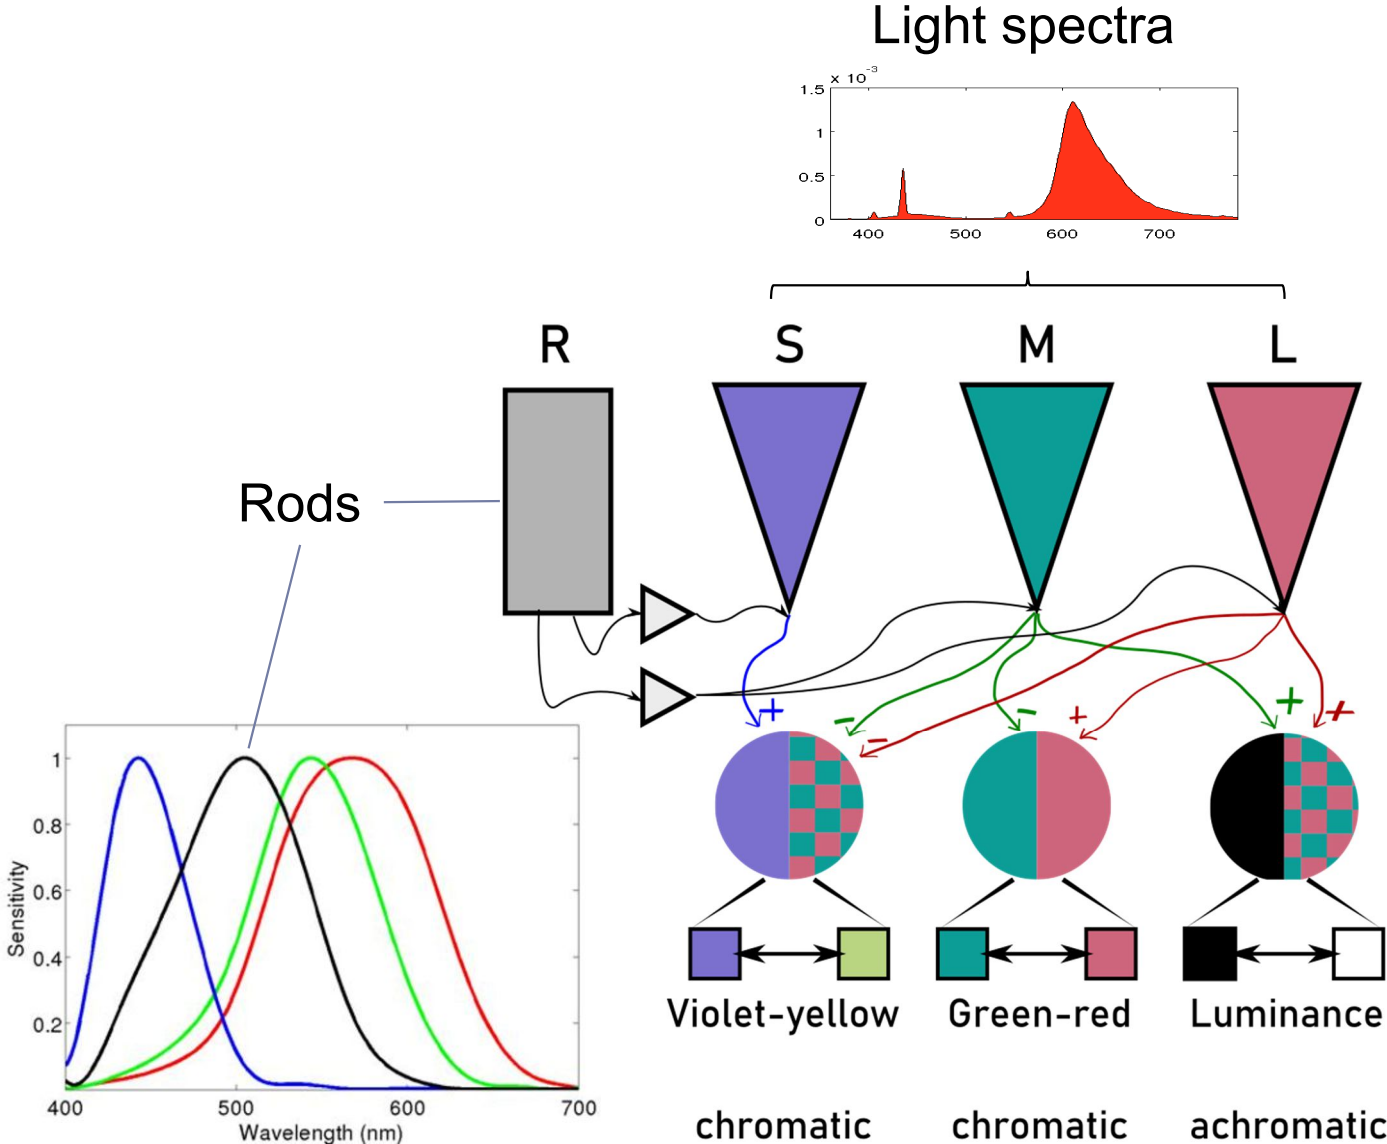 Light spectra
x 10⁻³
1.5
1
0.5
0
400 500 600 700
R S M L
Rods
+ - - - + + +
1
0.8
0.6
0.4
0.2
Sensitivity
400 500 600 700
Wavelength (nm)
Violet-yellow Green-red Luminance
chromatic chromatic achromatic